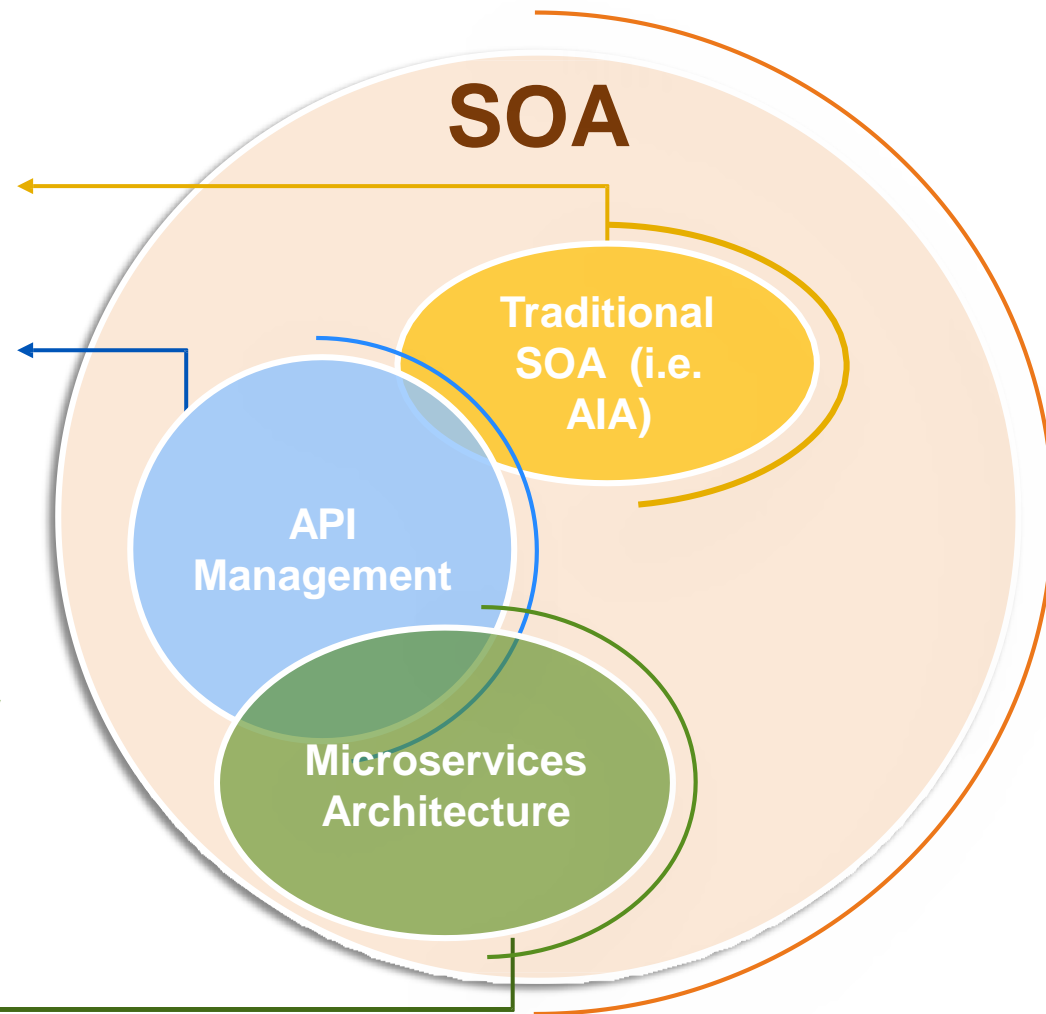 SOA
Traditional
SOA (i.e.
AIA)
API
Management
Microservices
Architecture